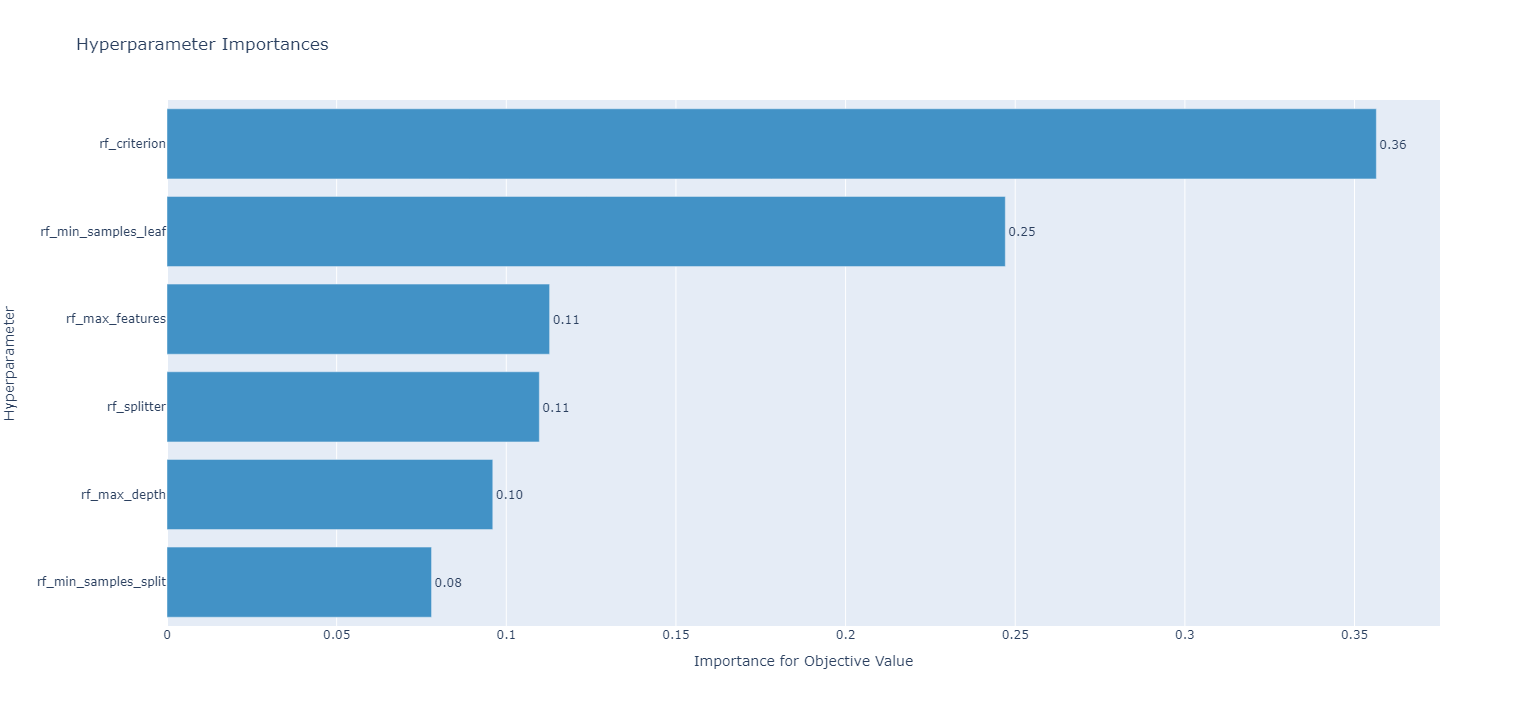 Hyperparameter Importances
Hyperparameter
rf_criterion
0.36
rf_min_samples_leaf
0.25
rf_max_features
0.11
rf_splitter
0.11
rf_max_depth
0.10
rf_min_samples_split
0.08
0 0.05 0.1 0.15 0.2 0.25 0.3 0.35
Importance for Objective Value